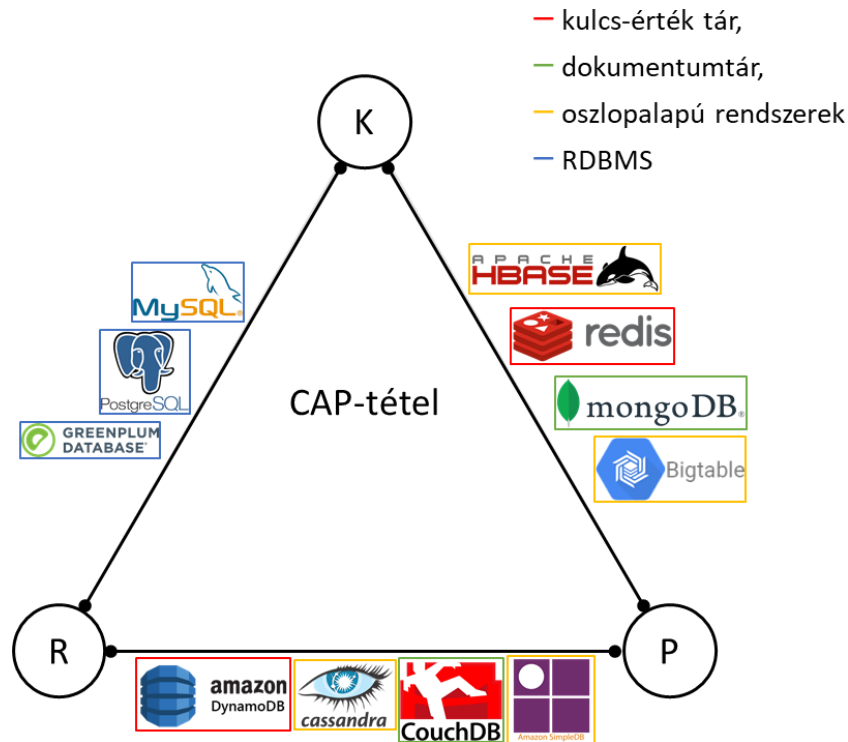 kulcs-érték tár,
dokumentumtár,
oszlopalapú rendszerek
RDBMS
K
APACHE
HBASE
MySQL®
redis
PostgreSQL
CAP-tétel
mongoDB®
GREENPLUM
DATABASE®
Bigtable
R
P
amazon
DynamoDB
cassandra
CouchDB
Amazon SimpleDB